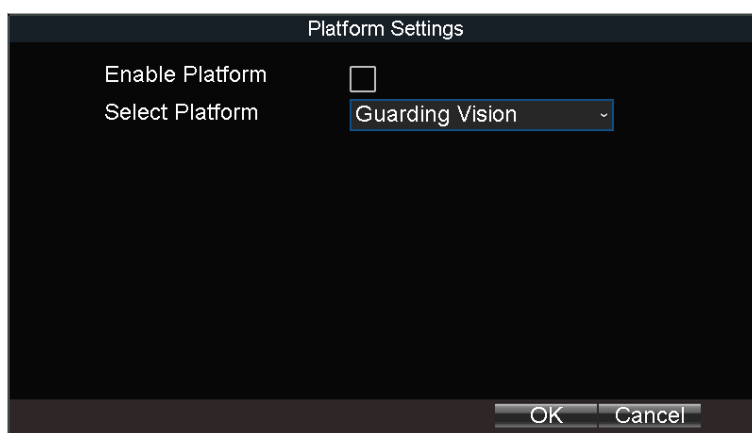 Platform Settings
Enable Platform
Select Platform Guarding Vision
OK Cancel